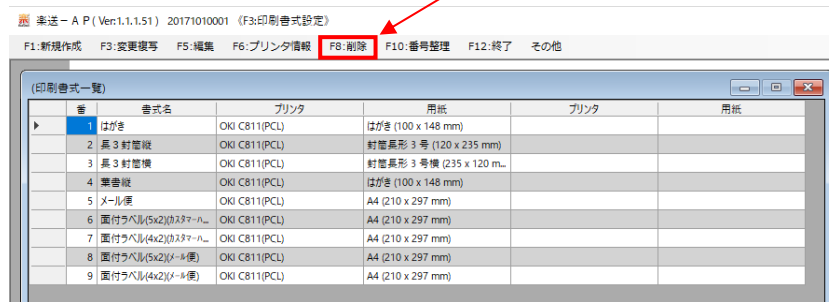 楽送－ＡＰ( Ver:1.1.1.51 ) 20171010001 《F3:印刷書式設定》
F1:新規作成 F3:変更複写 F5:編集 F6:プリンタ情報 F8:削除 F10:番号整理 F12:終了 その他
(印刷書式一覧)
番 書式名 プリンタ 用紙 プリンタ 用紙
1 はがき OKI C811(PCL) はがき (100 x 148 mm)
2 長３封筒縦 OKI C811(PCL) 封筒長形 3 号 (120 x 235 mm)
3 長３封筒横 OKI C811(PCL) 封筒長形 3 号横 (235 x 120 m...
4 葉書縦 OKI C811(PCL) はがき (100 x 148 mm)
5 メール便 OKI C811(PCL) A4 (210 x 297 mm)
6 面付ラベル(5x2)(ｶｽﾀﾏｰﾊ... OKI C811(PCL) A4 (210 x 297 mm)
7 面付ラベル(4x2)(ｶｽﾀﾏｰﾊ... OKI C811(PCL) A4 (210 x 297 mm)
8 面付ラベル(5x2)(ﾒｰﾙ便) OKI C811(PCL) A4 (210 x 297 mm)
9 面付ラベル(4x2)(ﾒｰﾙ便) OKI C811(PCL) A4 (210 x 297 mm)